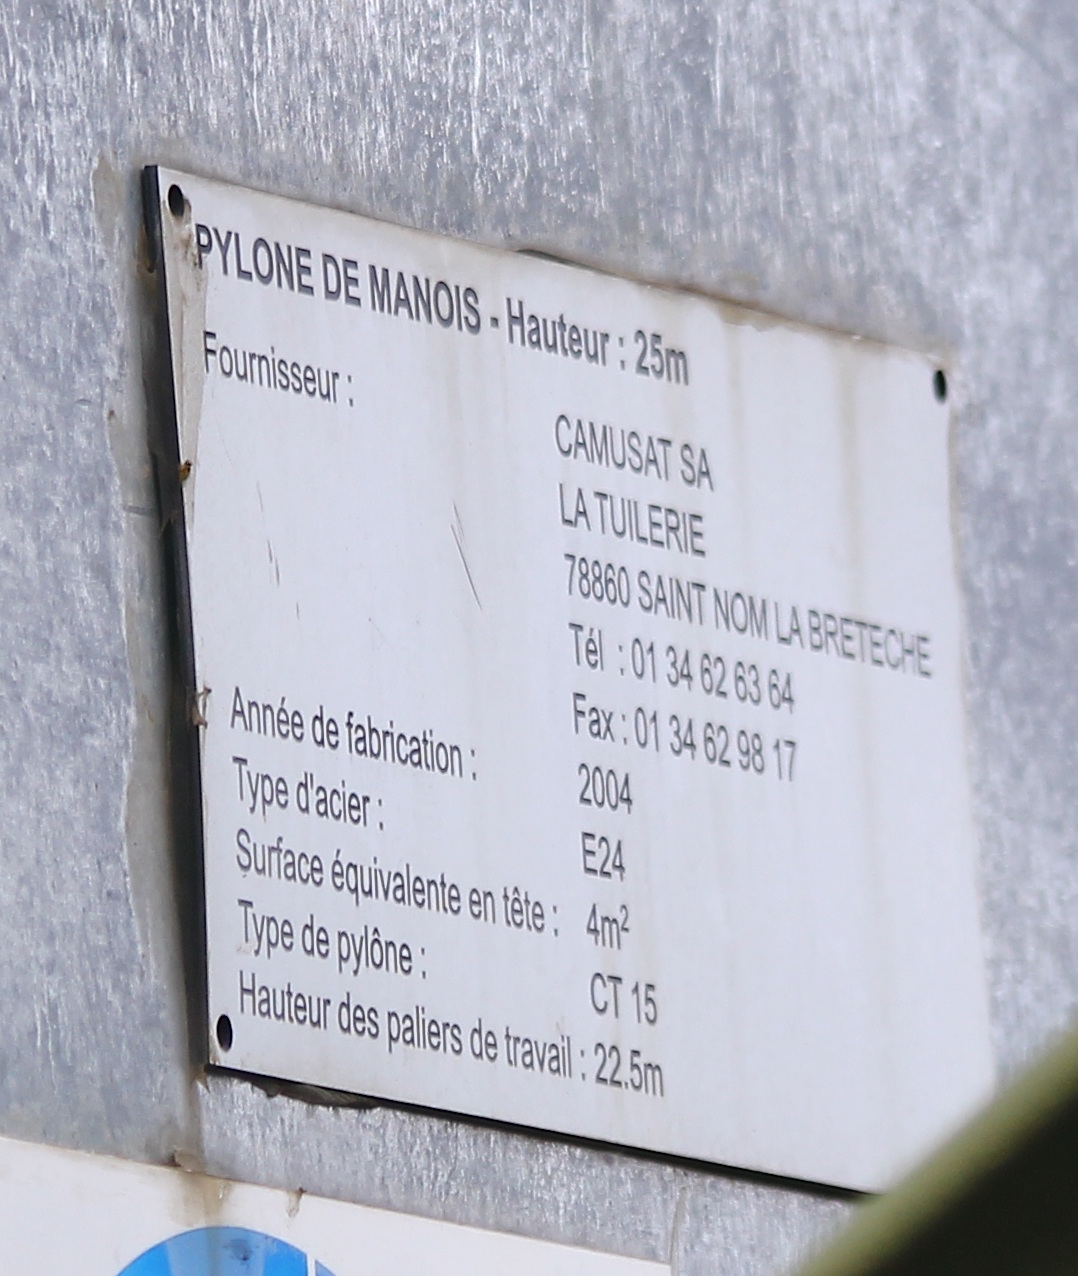 PYLONE DE MANOIS - Hauteur : 25m
Fournisseur :
CAMUSAT SA
LA TUILERIE
78860 SAINT NOM LA BRETECHE
Tél : 01 34 62 63 64
Fax : 01 34 62 98 17
Année de fabrication : 2004
Type d'acier : E24
Surface équivalente en tête : 4m²
Type de pylône : CT 15
Hauteur des paliers de travail : 22.5m